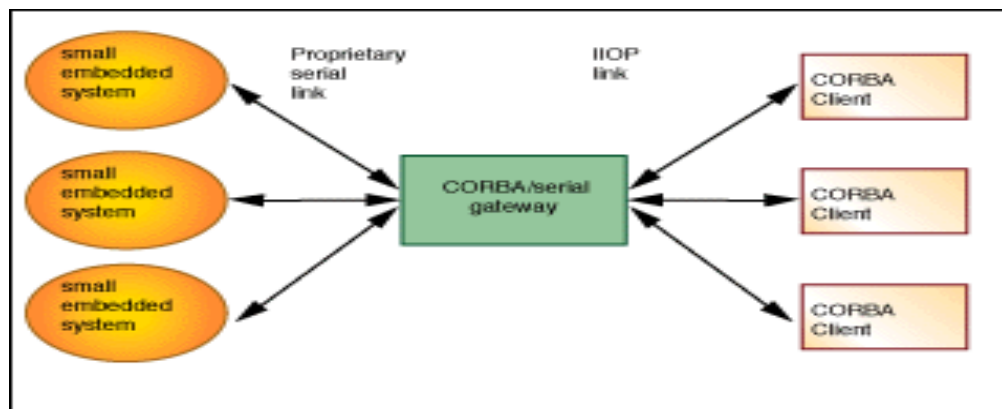 small
embedded
system
Proprietary
serial
link
IIOP
link
CORBA
Client
small
embedded
system
CORBA/serial
gateway
CORBA
Client
small
embedded
system
CORBA
Client